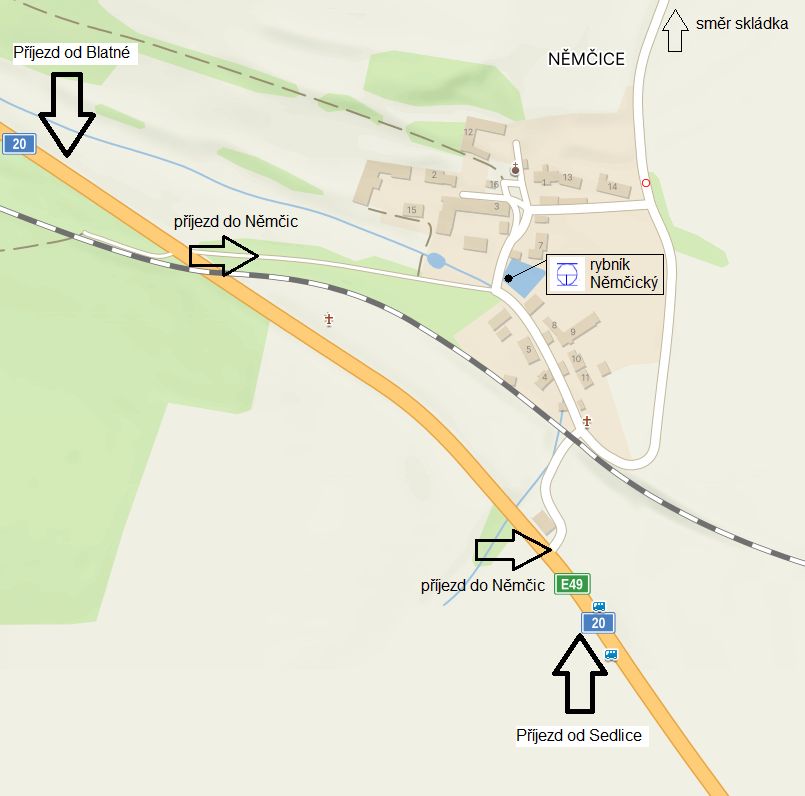 směr skládka
Příjezd od Blatné
NĚMČICE
20
12
2
16
1
13
14
15
3
příjezd do Němčic
7
rybník
Němčický
8
9
5
10
4
11
příjezd do Němčic
E49
20
Příjezd od Sedlice